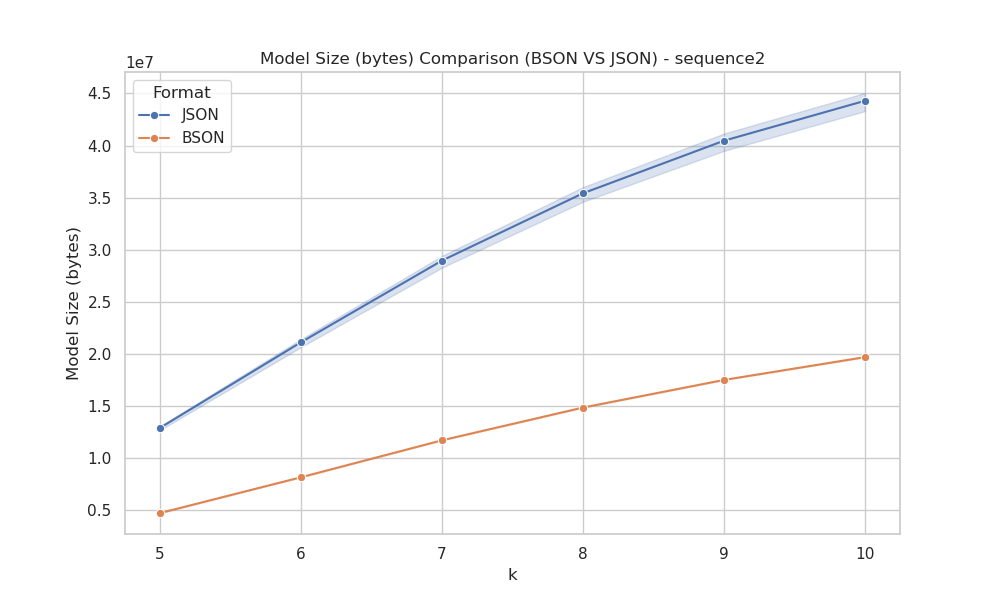 Model Size (bytes) Comparison (BSON VS JSON) - sequence2
1e7
Format
JSON
BSON
Model Size (bytes)
4.5
4.0
3.5
3.0
2.5
2.0
1.5
1.0
0.5
5 6 7 8 9 10
k